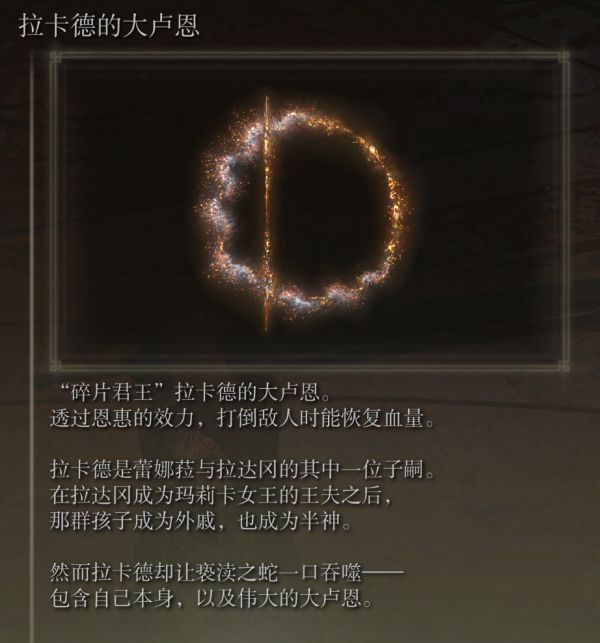 拉卡德的大卢恩
“碎片君王”拉卡德的大卢恩。
透过恩惠的效力，打倒敌人时能恢复血量。
拉卡德是蕾娜菈与拉达冈的其中一位子嗣。
在拉达冈成为玛莉卡女王的王夫之后，
那群孩子成为外戚，也成为半神。
然而拉卡德却让亵渎之蛇一口吞噬——
包含自己本身，以及伟大的大卢恩。